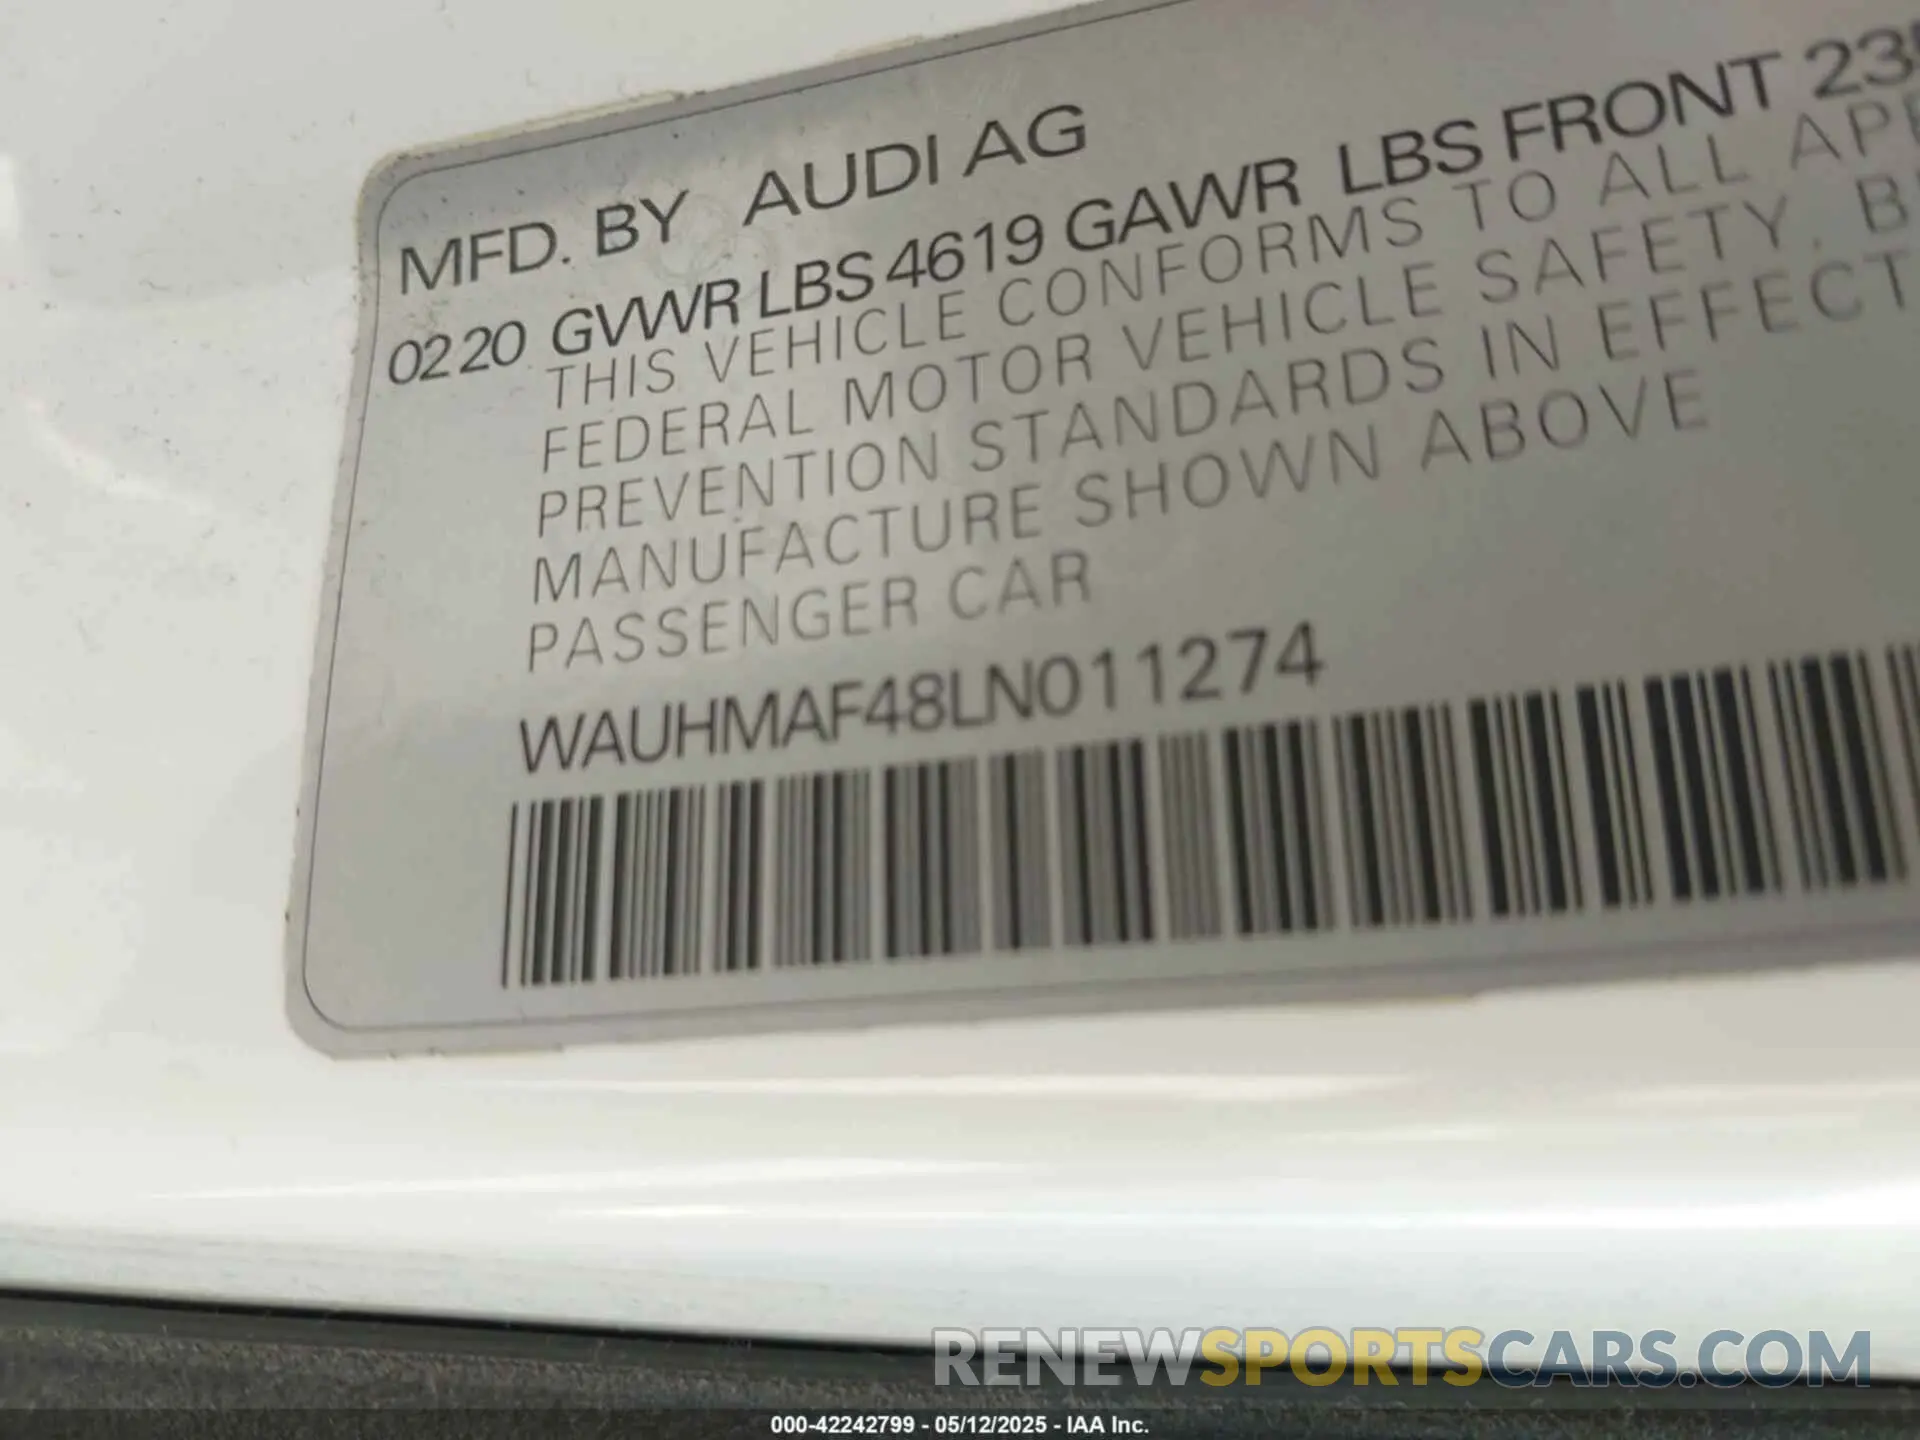 MFD. BY AUDI AG
0220 GVWR LBS 4619 GAWR LBS FRONT 235
THIS VEHICLE CONFORMS TO ALL
FEDERAL MOTOR VEHICLE SAFETY,
PREVENTION STANDARDS IN EFFECT
MANUFACTURE SHOWN ABOVE
PASSENGER CAR
WAUHMAF48LN011274
RENEWSPORTSCARS.COM
000-42242799 - 05/12/2025 - IAA Inc.